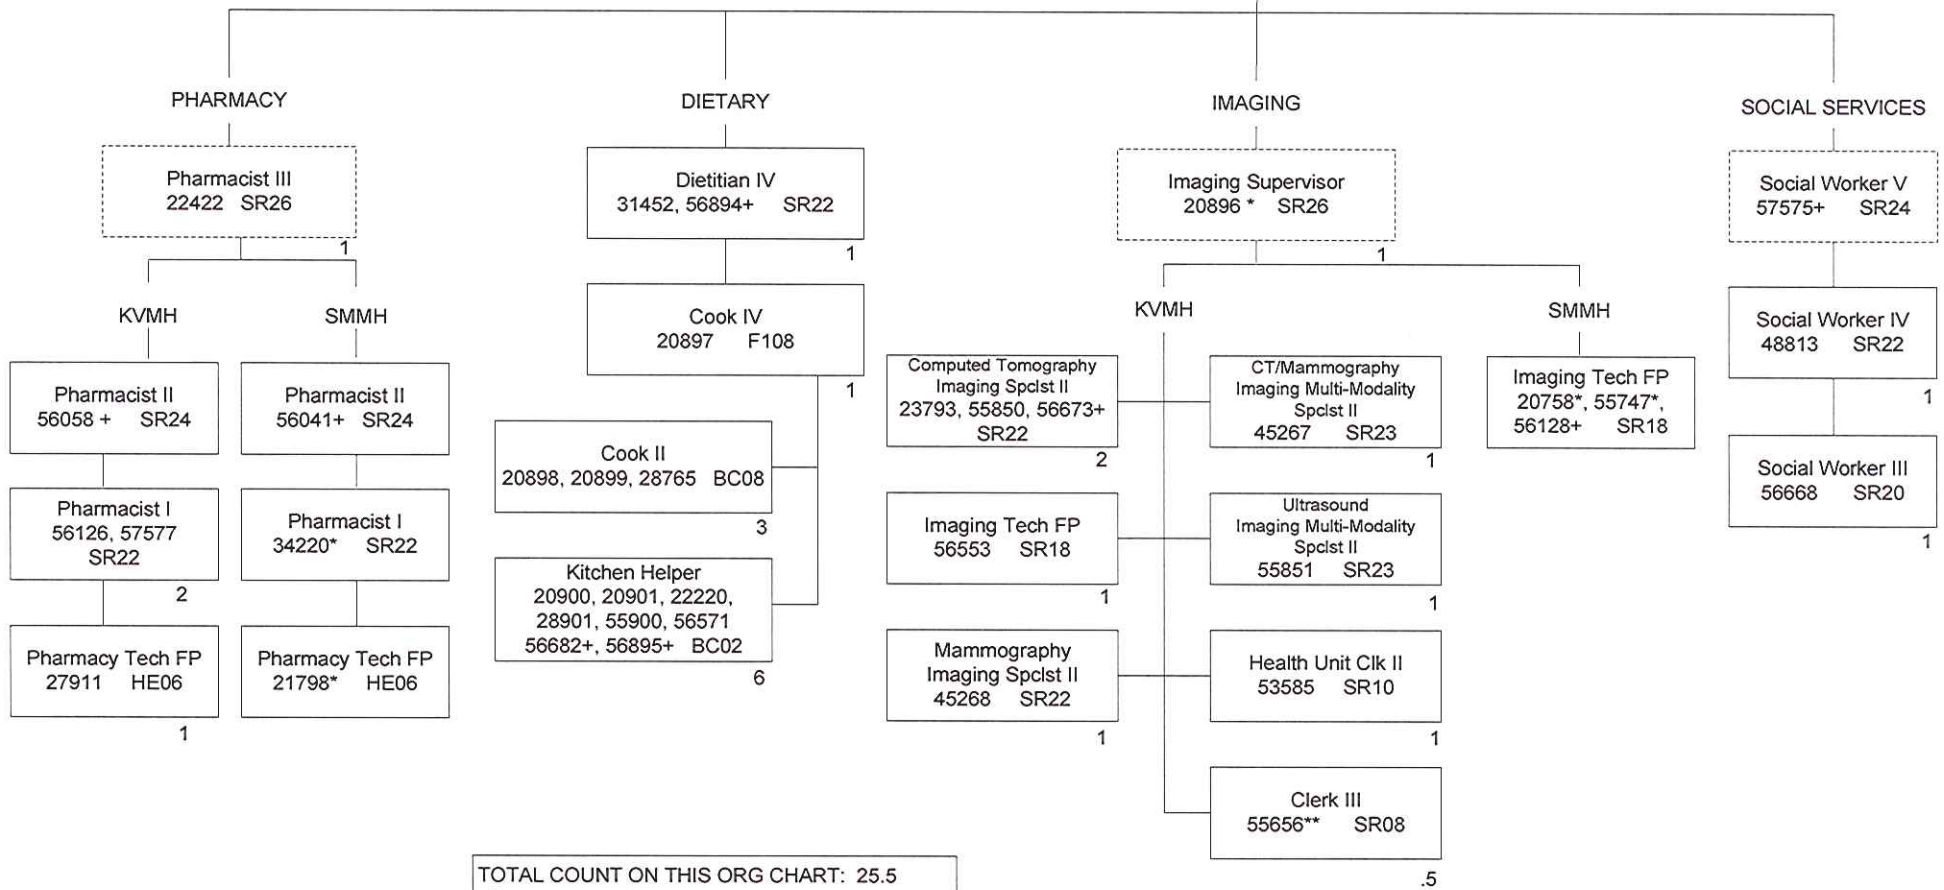 PHARMACY
Pharmacist III
22422 SR26
1
KVMH
Pharmacist II
56058 + SR24
Pharmacist I
56126, 57577
SR22
2
Pharmacy Tech FP
27911 HE06
1
SMMH
Pharmacist II
56041+ SR24
Pharmacist I
34220* SR22
Pharmacy Tech FP
21798* HE06
DIETARY
Dietitian IV
31452, 56894+ SR22
1
Cook IV
20897 F108
1
Cook II
20898, 20899, 28765 BC08
3
Kitchen Helper
20900, 20901, 22220,
28901, 55900, 56571
56682+, 56895+ BC02
6
IMAGING
Imaging Supervisor
20896 * SR26
1
KVMH
Computed Tomography
Imaging Spclst II
23793, 55850, 56673+
SR22
2
CT/Mammography
Imaging Multi-Modality
Spclst II
45267 SR23
1
Imaging Tech FP
56553 SR18
1
Ultrasound
Imaging Multi-Modality
Spclst II
55851 SR23
1
Mammography
Imaging Spclst II
45268 SR22
1
Health Unit Clk II
53585 SR10
1
Clerk III
55656** SR08
.5
SMMH
Imaging Tech FP
20758*, 55747*,
56128+ SR18
SOCIAL SERVICES
Social Worker V
57575+ SR24
Social Worker IV
48813 SR22
1
Social Worker III
56668 SR20
1
TOTAL COUNT ON THIS ORG CHART: 25.5